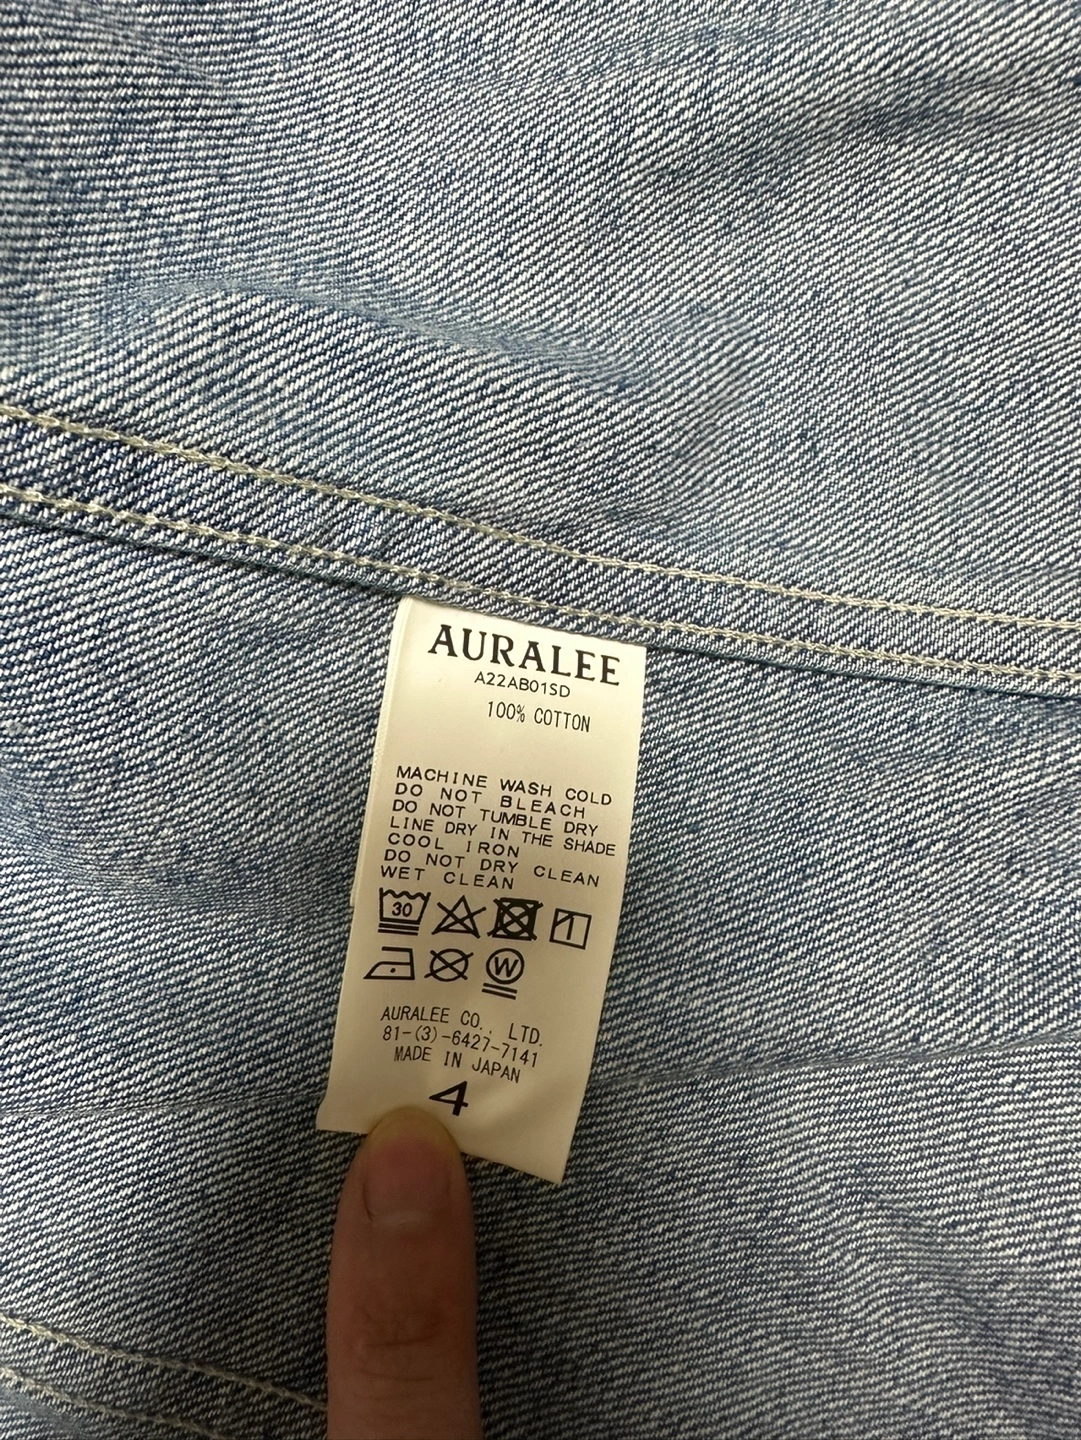 AURALEE
A22AB01SD
100% COTTON
MACHINE WASH COLD
DO NOT BLEACH
DO NOT TUMBLE DRY
LINE DRY IN THE SHADE
COOL IRON
DO NOT DRY CLEAN
WET CLEAN
30
W
AURALEE CO., LTD.
81-(3)-6427-7141
MADE IN JAPAN
4